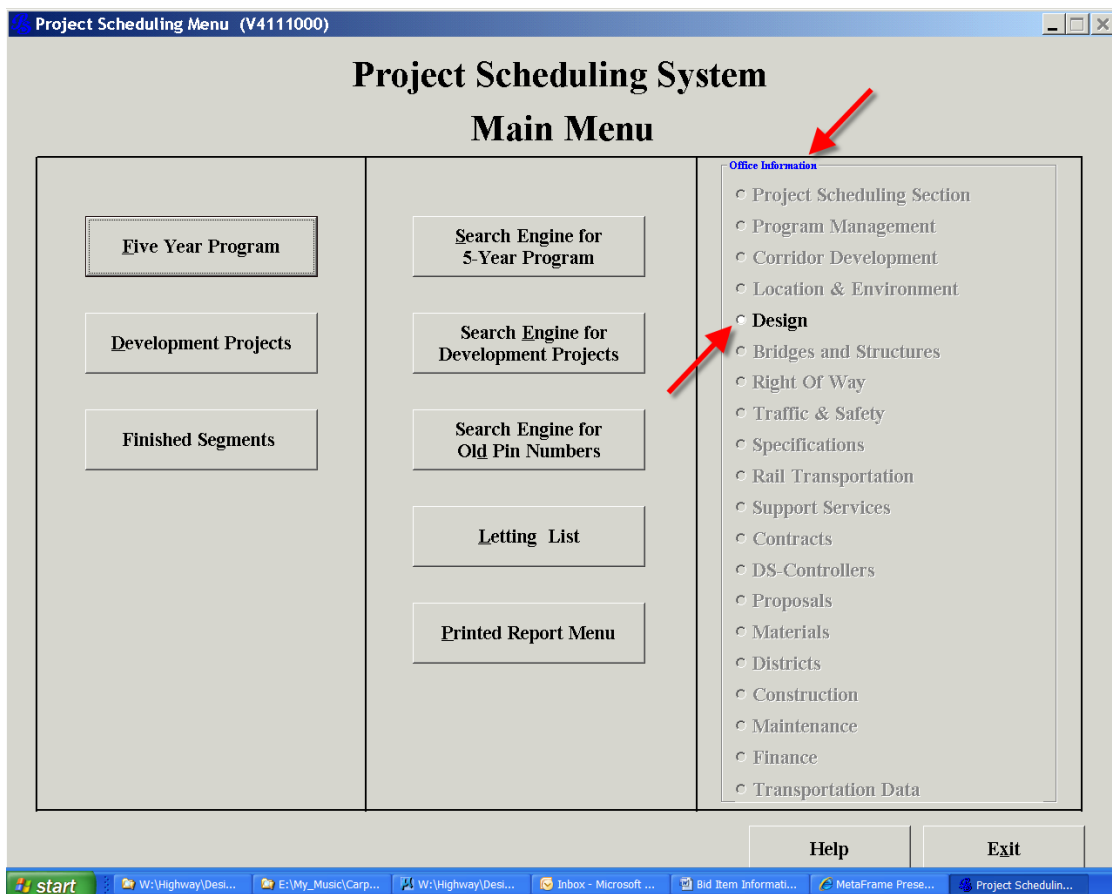 Project Scheduling Menu (V4111000)
Project Scheduling System
Main Menu
Five Year Program
Development Projects
Finished Segments
Search Engine for
5-Year Program
Search Engine for
Development Projects
Search Engine for
Old Pin Numbers
Letting List
Printed Report Menu
Office Information
Project Scheduling Section
Program Management
Corridor Development
Location & Environment
Design
Bridges and Structures
Right Of Way
Traffic & Safety
Specifications
Rail Transportation
Support Services
Contracts
DS-Controllers
Proposals
Materials
Districts
Construction
Maintenance
Finance
Transportation Data
Help
Exit
start
W:\Highway\Desi...
E:\My_Music\Carp...
W:\Highway\Desi...
Inbox - Microsoft ...
Bid Item Informati...
MetaFrame Prese...
Project Schedulin...